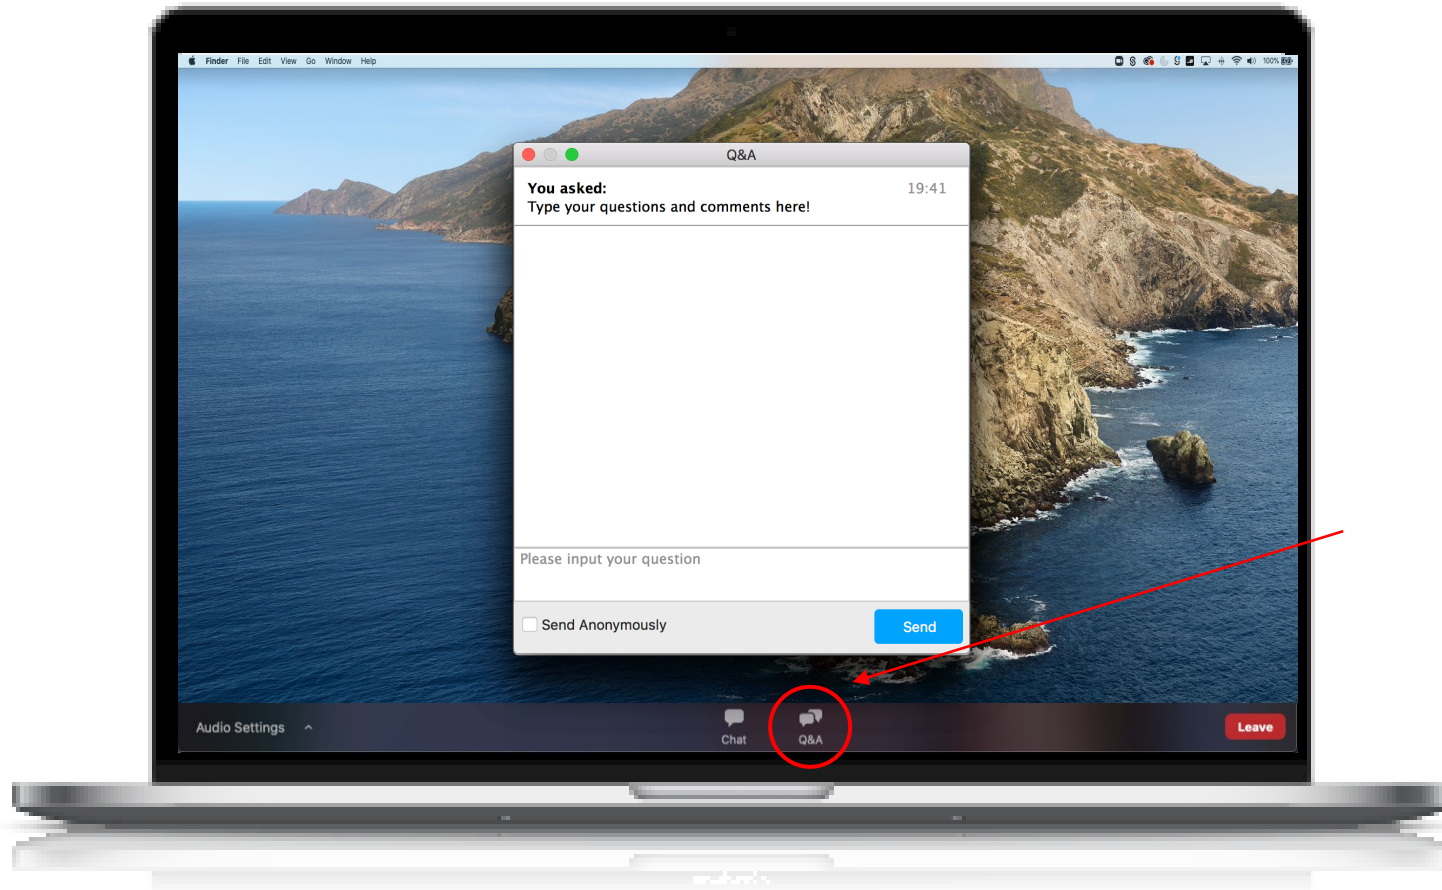 Finder File Edit View Go Window Help
100%
Q&A
You asked: 19:41
Type your questions and comments here!
Please input your question
Send Anonymously
Send
Audio Settings
Chat
Q&A
Leave